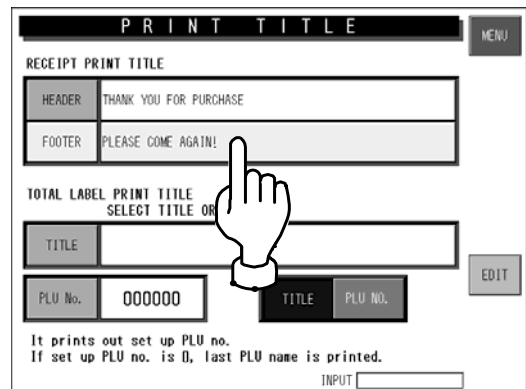 PRINT TITLE
MENU
RECEIPT PRINT TITLE
HEADER THANK YOU FOR PURCHASE
FOOTER PLEASE COME AGAIN!
TOTAL LABEL PRINT TITLE
SELECT TITLE OR
TITLE
EDIT
PLU No. 000000 TITLE PLU NO.
It prints out set up PLU no.
If set up PLU no. is 0, last PLU name is printed.
INPUT